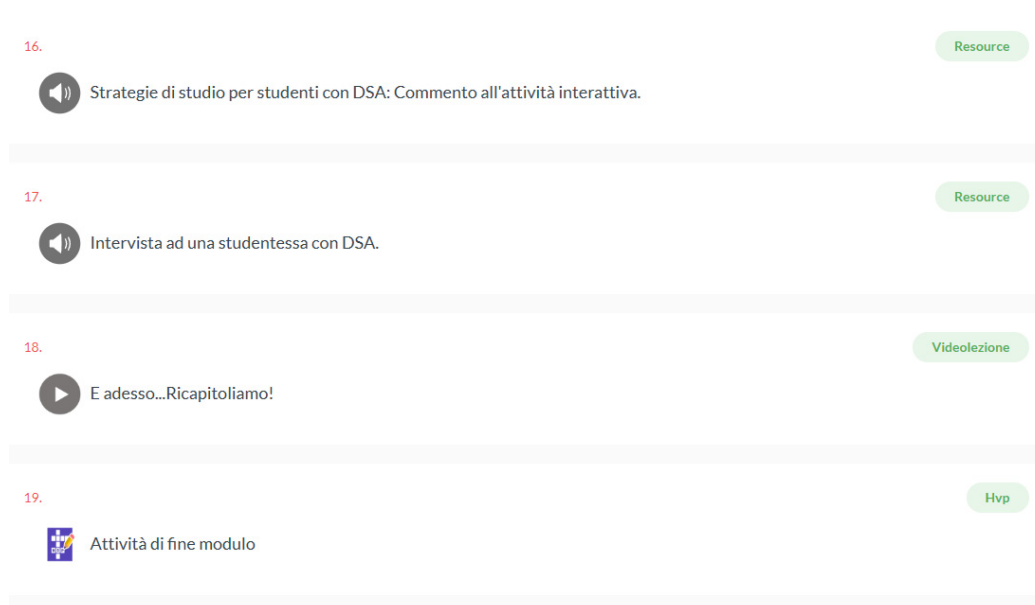 16.
Resource
Strategie di studio per studenti con DSA: Commento all'attività interattiva.
17.
Resource
Intervista ad una studentessa con DSA.
18.
Videolezione
E adesso...Ricapitoliamo!
19.
Hvp
Attività di fine modulo